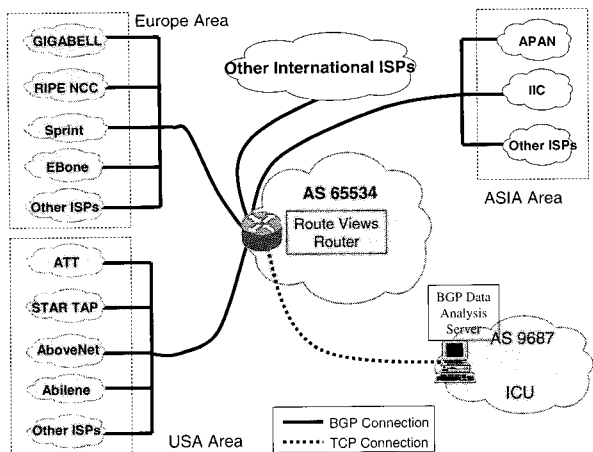 Europe Area
GIGABELL
RIPE NCC
Sprint
EBone
Other ISPs
Other International ISPs
APAN
IIC
Other ISPs
ASIA Area
AS 65534
Route Views
Router
ATT
STAR TAP
AboveNet
Abilene
Other ISPs
USA Area
BGP Data
Analysis
Server
AS 9687
ICU
BGP Connection
TCP Connection